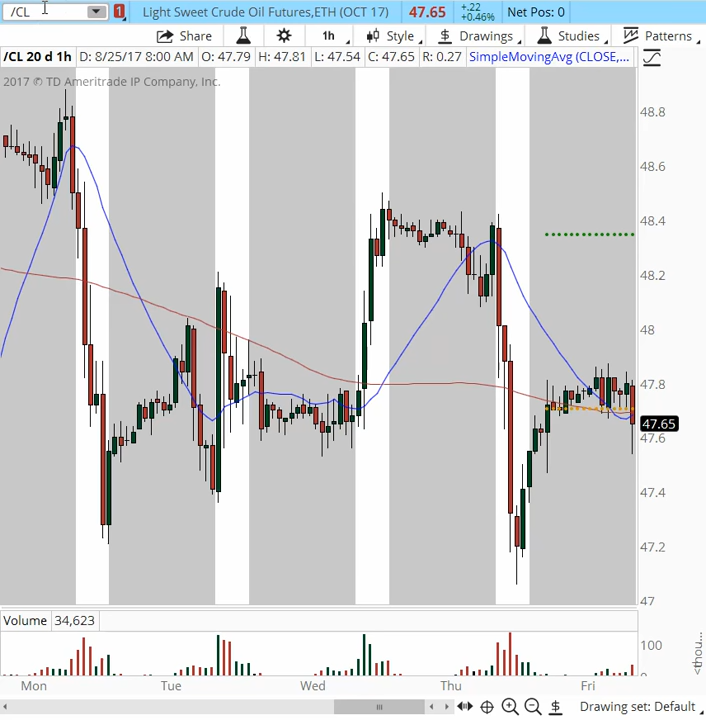 /CL 1 Light Sweet Crude Oil Futures,ETH (OCT 17) 47.65 +.22 +0.46% Net Pos: 0
Share 1h Style $ Drawings Studies Patterns
/CL 20 d 1h D: 8/25/17 8:00 AM O: 47.79 H: 47.81 L: 47.54 C: 47.65 R: 0.27 SimpleMovingAvg (CLOSE,...
2017 © TD Ameritrade IP Company, Inc.
48.8
48.6
48.4
48.2
48
47.8
47.65
47.6
47.4
47.2
47
Volume 34,623
100
<thou...
Mon Tue Wed Thu Fri
$ Drawing set: Default